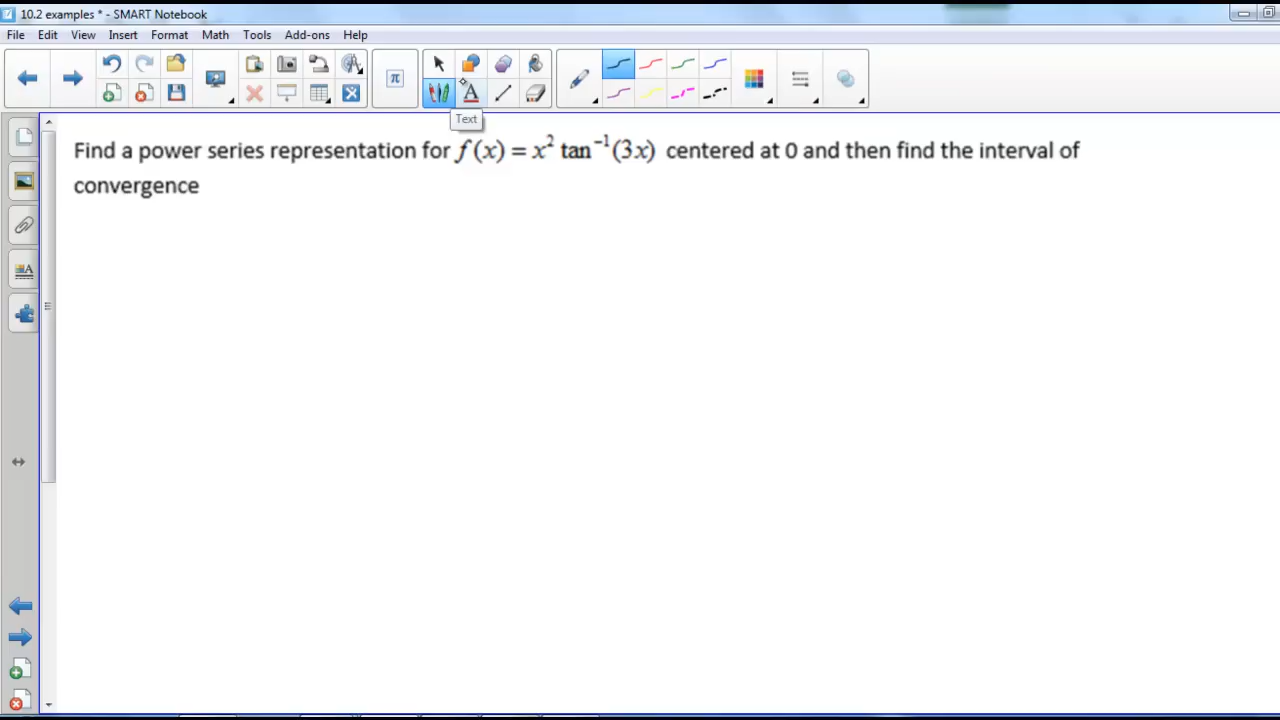 10.2 examples * - SMART Notebook
File Edit View Insert Format Math Tools Add-ons Help
π
A
Text
Find a power series representation for f(x) = x² tan⁻¹(3x) centered at 0 and then find the interval of
convergence